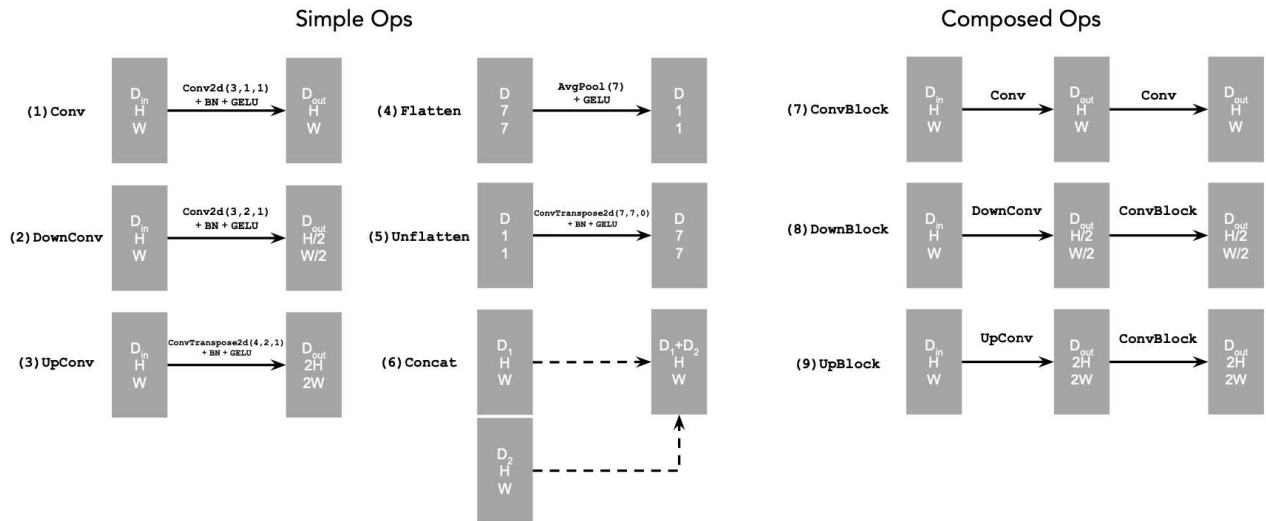 Simple Ops
(1)Conv
D_in
H
W
Conv2d(3,1,1)
+ BN + GELU
D_out
H
W
(2)DownConv
D_in
H
W
Conv2d(3,2,1)
+ BN + GELU
D_out
H/2
W/2
(3)UpConv
D_in
H
W
ConvTranspose2d(4,2,1)
+ BN + GELU
D_out
2H
2W
(4)Flatten
D
7
7
AvgPool(7)
+ GELU
D
1
1
(5)Unflatten
D
1
1
ConvTranspose2d(7,7,0)
+ BN + GELU
D
7
7
(6)Concat
D_1
H
W
D_1+D_2
H
W
D_2
H
W
Composed Ops
(7)ConvBlock
D_in
H
W
Conv
D_out
H
W
Conv
D_out
H
W
(8)DownBlock
D_in
H
W
DownConv
D_out
H/2
W/2
ConvBlock
D_out
H/2
W/2
(9)UpBlock
D_in
H
W
UpConv
D_out
2H
2W
ConvBlock
D_out
2H
2W